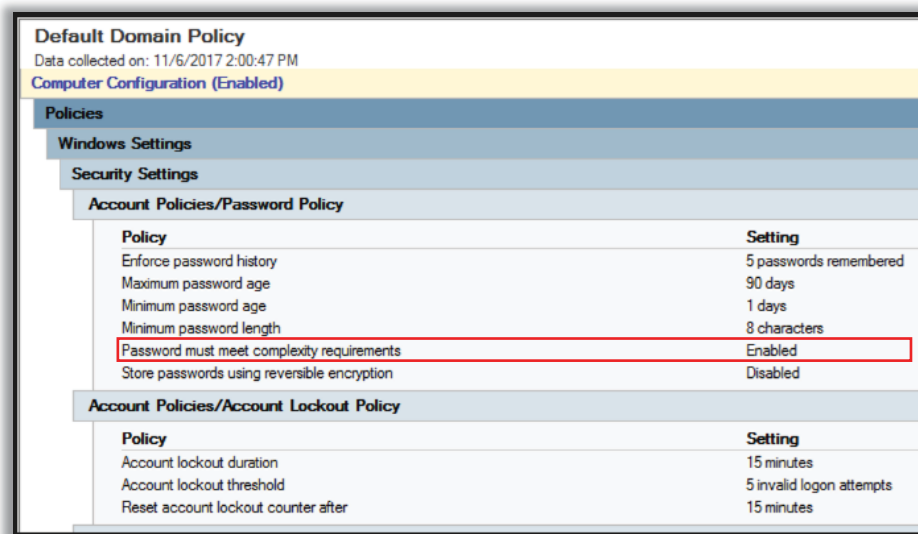 Default Domain Policy
Data collected on: 11/6/2017 2:00:47 PM
Computer Configuration (Enabled)
Policies
Windows Settings
Security Settings
Account Policies/Password Policy
Policy Setting
Enforce password history 5 passwords remembered
Maximum password age 90 days
Minimum password age 1 days
Minimum password length 8 characters
Password must meet complexity requirements Enabled
Store passwords using reversible encryption Disabled
Account Policies/Account Lockout Policy
Policy Setting
Account lockout duration 15 minutes
Account lockout threshold 5 invalid logon attempts
Reset account lockout counter after 15 minutes